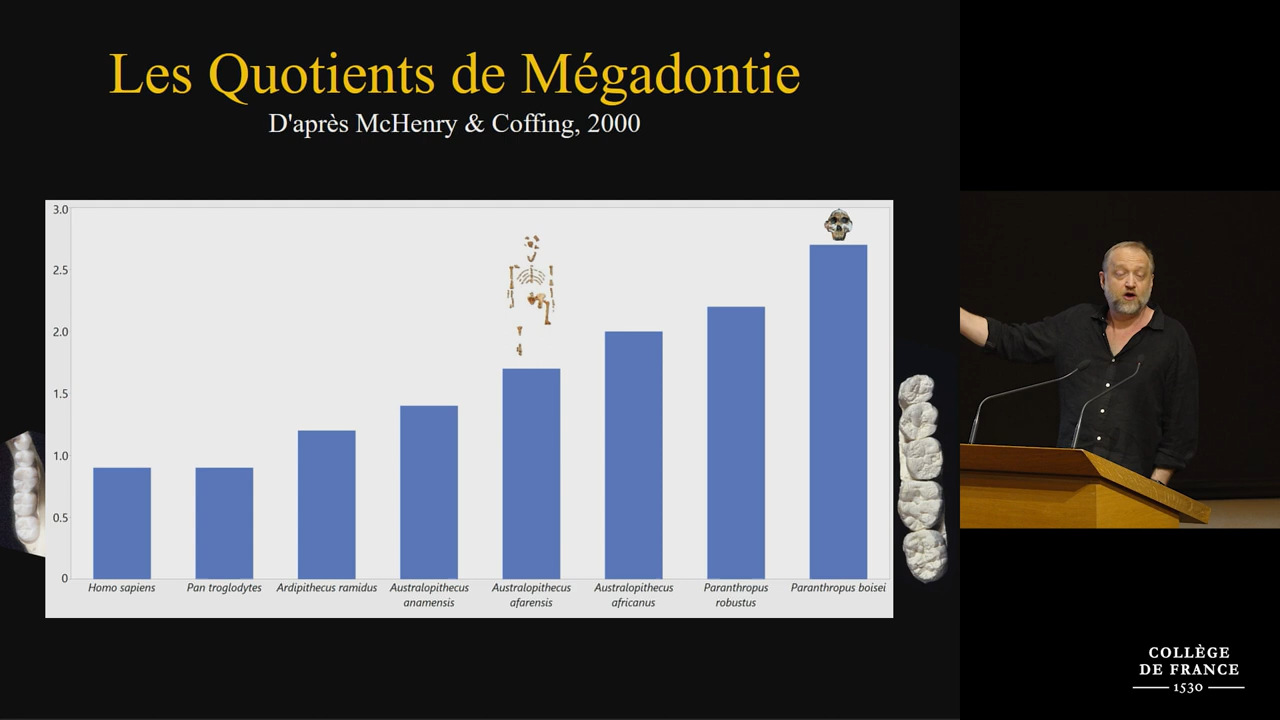 Les Quotients de Mégadontie
D'après McHenry & Coffing, 2000
3.0
2.5
2.0
1.5
1.0
0.5
0
Homo sapiens
Pan troglodytes
Ardipithecus ramidus
Australopithecus
anamensis
Australopithecus
afarensis
Australopithecus
africanus
Paranthropus
robustus
Paranthropus boisei
COLLÈGE
DE FRANCE
1530